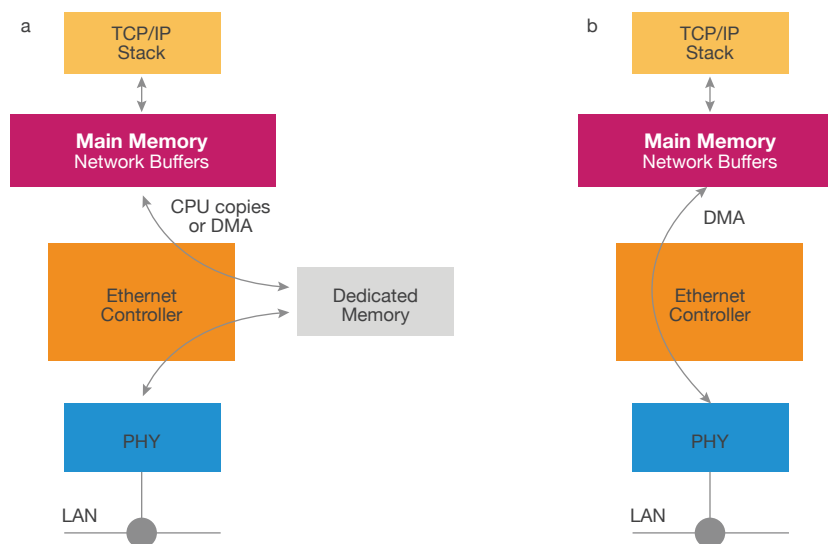 a
TCP/IP
Stack
Main Memory
Network Buffers
CPU copies
or DMA
Ethernet
Controller
Dedicated
Memory
PHY
LAN
b
TCP/IP
Stack
Main Memory
Network Buffers
DMA
Ethernet
Controller
PHY
LAN